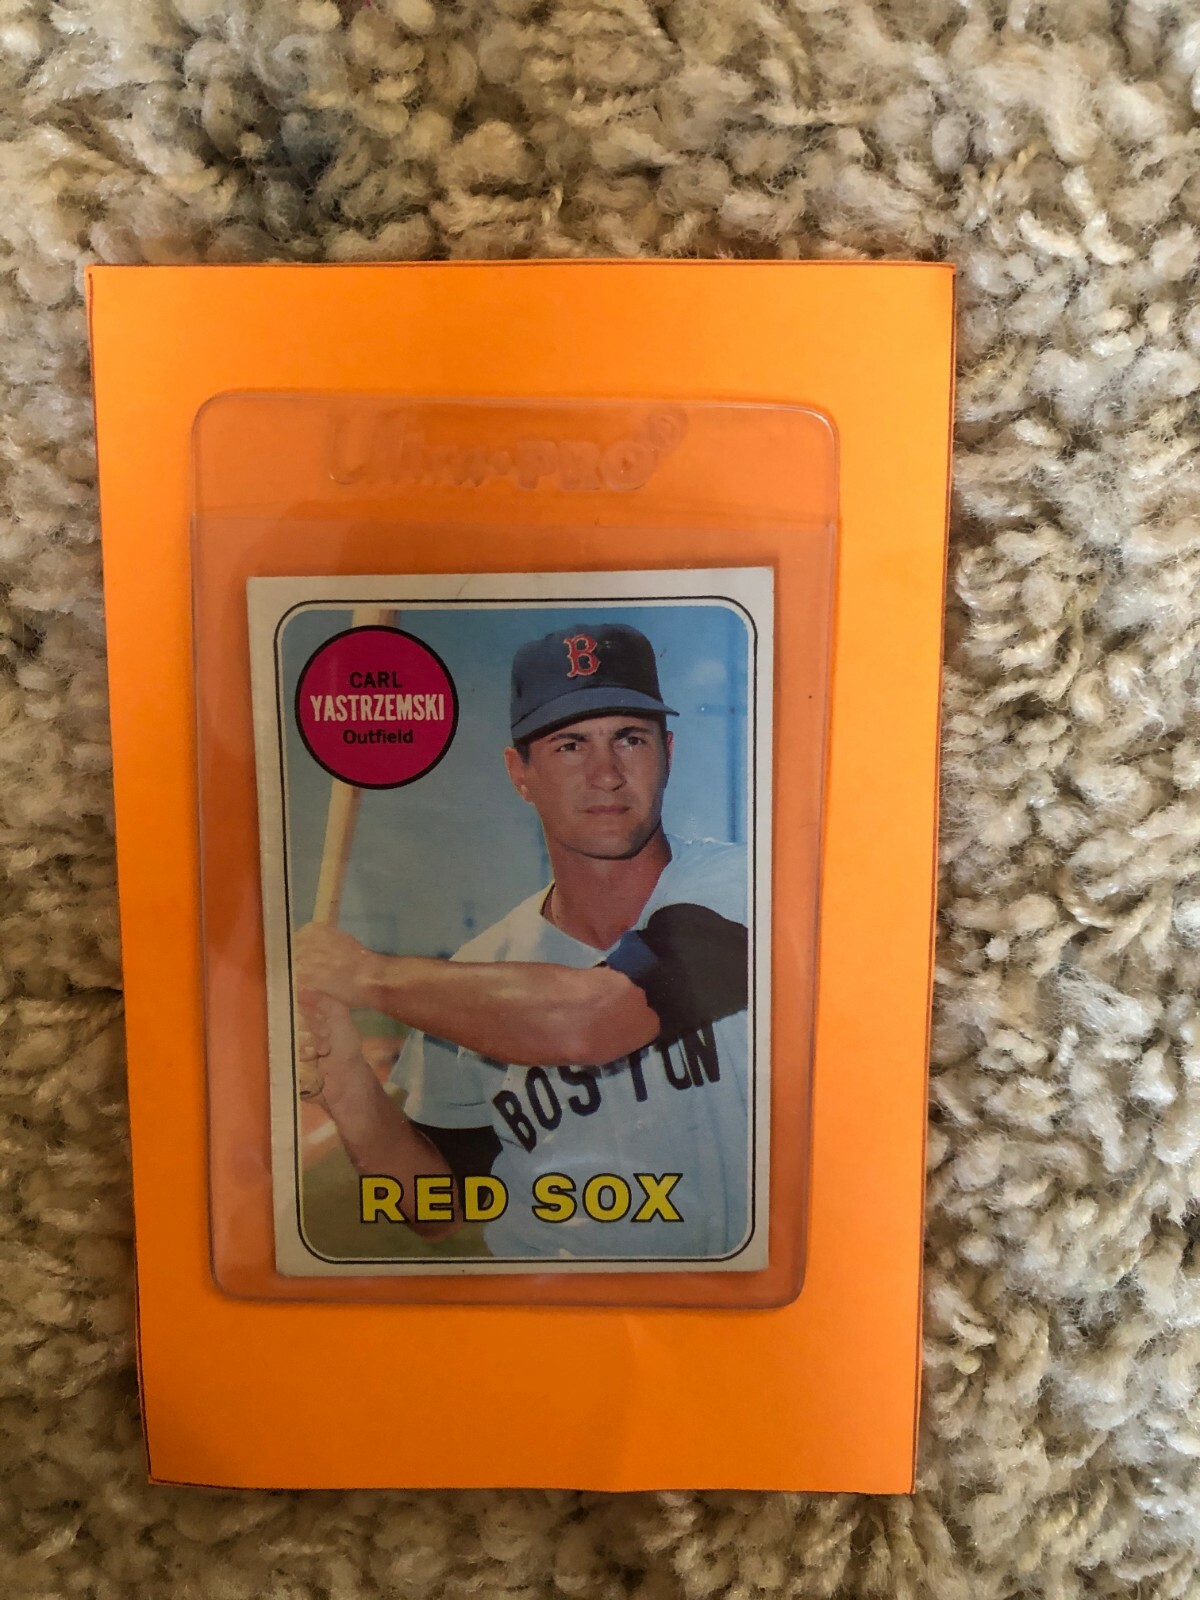 Ultra•PRO®
CARL
YASTRZEMSKI
Outfield
B
BOSTON
RED SOX